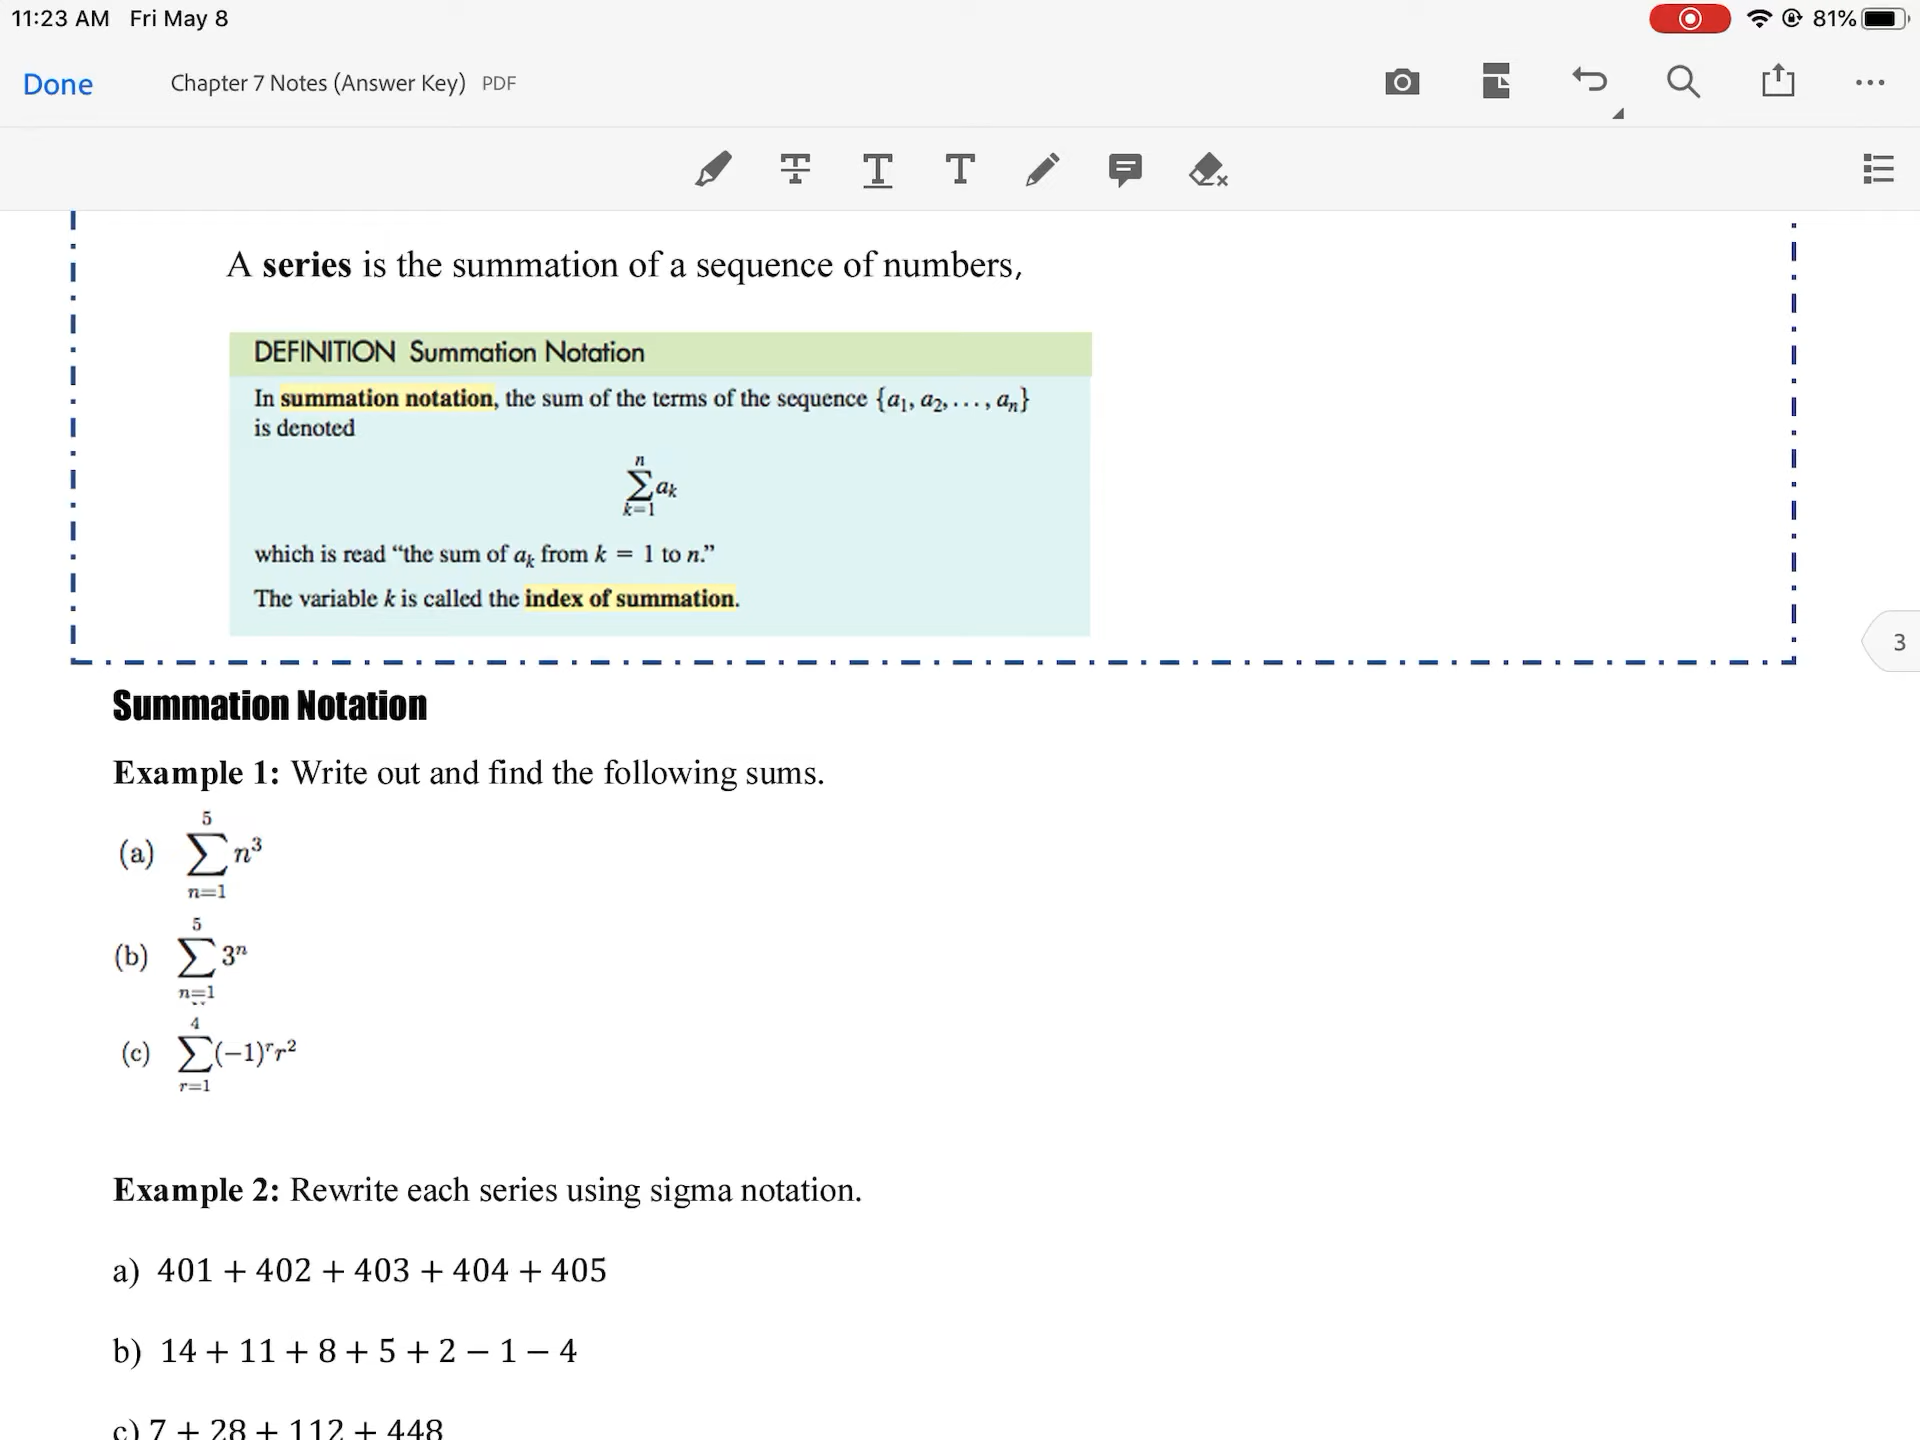 11:23 AM Fri May 8 81%
Done Chapter 7 Notes (Answer Key) PDF
A series is the summation of a sequence of numbers,
DEFINITION Summation Notation
In summation notation, the sum of the terms of the sequence {a₁, a₂, . . . , aₙ}
is denoted
n
∑ aₖ
k=1
which is read “the sum of aₖ from k = 1 to n.”
The variable k is called the index of summation.
3
Summation Notation
Example 1: Write out and find the following sums.
5
(a) ∑ n³
n=1
5
(b) ∑ 3ⁿ
n=1
4
(c) ∑(−1)ʳr²
r=1
Example 2: Rewrite each series using sigma notation.
a) 401 + 402 + 403 + 404 + 405
b) 14 + 11 + 8 + 5 + 2 − 1 − 4
c) 7 + 28 + 112 + 448